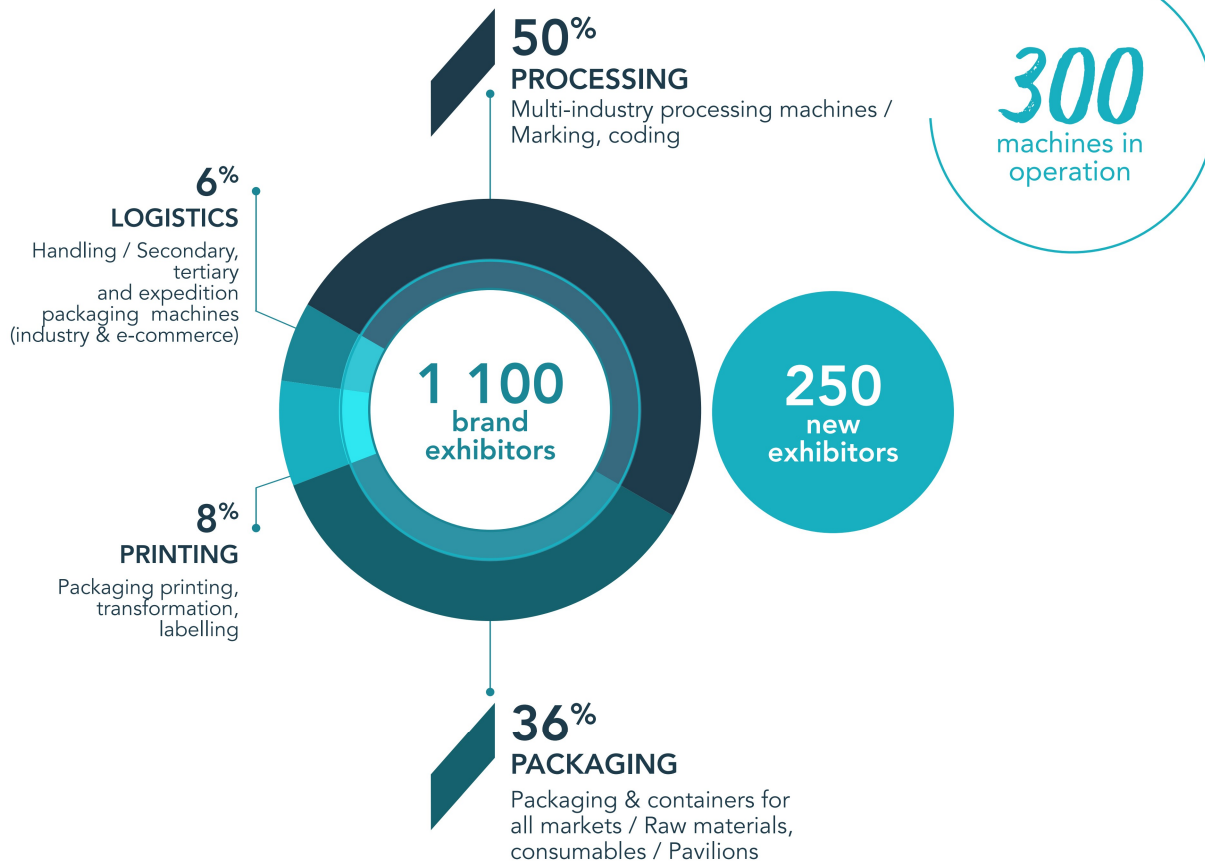 50%
PROCESSING
Multi-industry processing machines /
Marking, coding
300
machines in
operation
6%
LOGISTICS
Handling / Secondary,
tertiary
and expedition
packaging machines
(industry & e-commerce)
1 100
brand
exhibitors
250
new
exhibitors
8%
PRINTING
Packaging printing,
transformation,
labelling
36%
PACKAGING
Packaging & containers for
all markets / Raw materials,
consumables / Pavilions